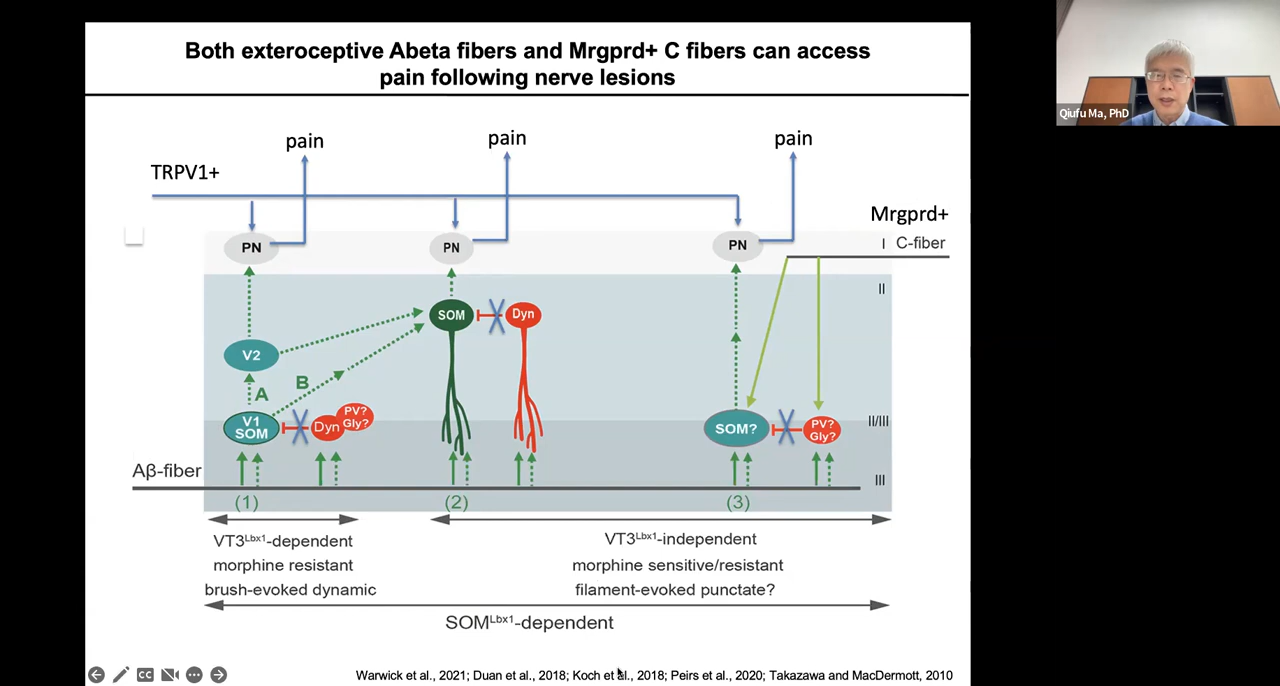 Both exteroceptive Abeta fibers and Mrgprd+ C fibers can access
pain following nerve lesions
Qiufu Ma, PhD
pain
pain
pain
TRPV1+
Mrgprd+
PN
PN
PN
I
C-fiber
II
SOM
Dyn
V2
A
B
V1
SOM
Dyn
PV?
Gly?
SOM?
PV?
Gly?
II/III
Aβ-fiber
III
(1)
(2)
(3)
VT3ᴸᵇˣ¹-dependent
morphine resistant
brush-evoked dynamic
VT3ᴸᵇˣ¹-independent
morphine sensitive/resistant
filament-evoked punctate?
SOMᴸᵇˣ¹-dependent
CC
Warwick et al., 2021; Duan et al., 2018; Koch et al., 2018; Peirs et al., 2020; Takazawa and MacDermott, 2010